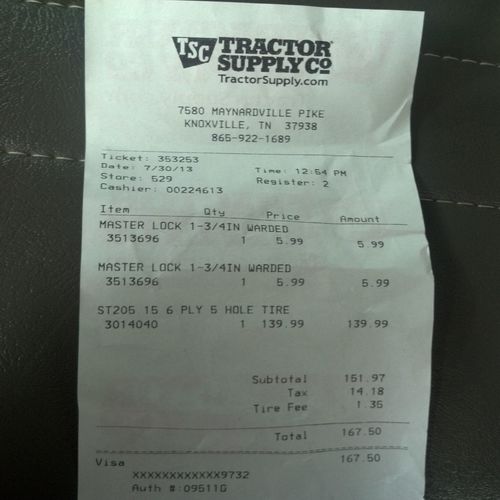 TSC TRACTOR
SUPPLY CO
TractorSupply.com
7580 MAYNARDVILLE PIKE
KNOXVILLE, TN 37938
865-922-1689
Ticket: 353253
Date: 7/30/13 Time: 12:54 PM
Store: 529 Register: 2
Cashier: 00224613
Item Qty Price Amount
MASTER LOCK 1-3/4IN WARDED
3513696 1 5.99 5.99
MASTER LOCK 1-3/4IN WARDED
3513696 1 5.99 5.99
ST205 15 6 PLY 5 HOLE TIRE
3014040 1 139.99 139.99
Subtotal 151.97
Tax 14.18
Tire Fee 1.35
Total 167.50
Visa 167.50
XXXXXXXXXXXX9732
Auth #:09511G